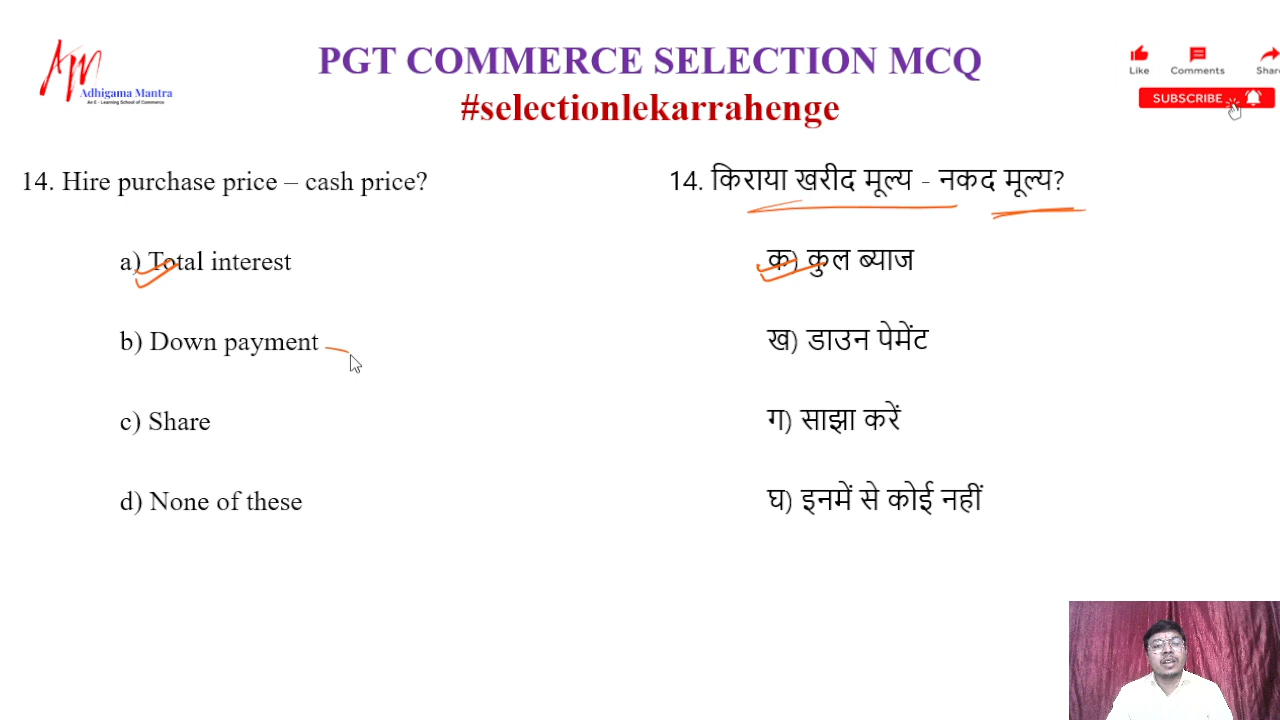 PGT COMMERCE SELECTION MCQ
#selectionlekarrahenge
Adhigama Mantra
An E - Learning School of Commerce
Like
Comments
Share
SUBSCRIBE
14. Hire purchase price – cash price?
a) Total interest
b) Down payment
c) Share
d) None of these
14. किराया खरीद मूल्य - नकद मूल्य?
क) कुल ब्याज
ख) डाउन पेमेंट
ग) साझा करें
घ) इनमें से कोई नहीं